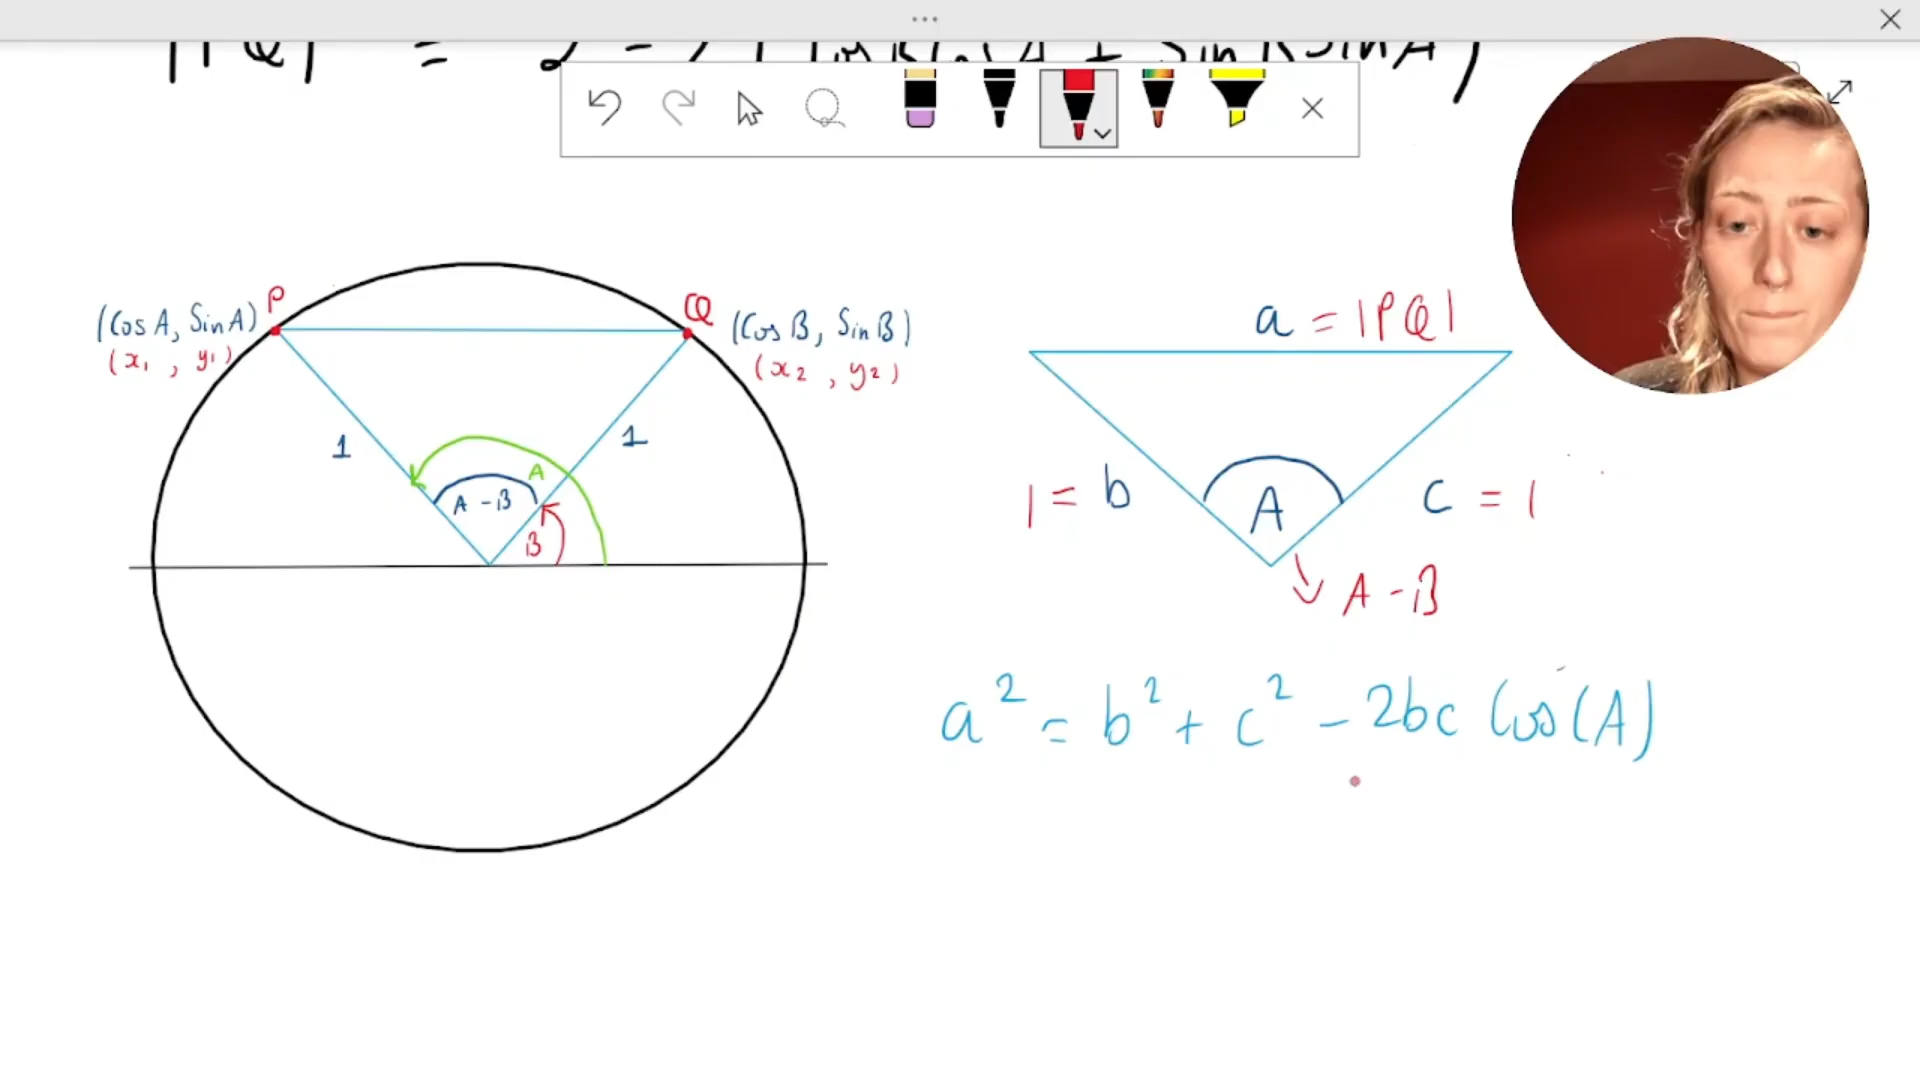 (Cos A, Sin A) P
(x₁, y₁)
Q (Cos B, Sin B)
(x₂, y₂)
1
1
A
A - B
B
a = |PQ|
1 = b
A
c = 1
A - B
a² = b² + c² - 2bc Cos(A)